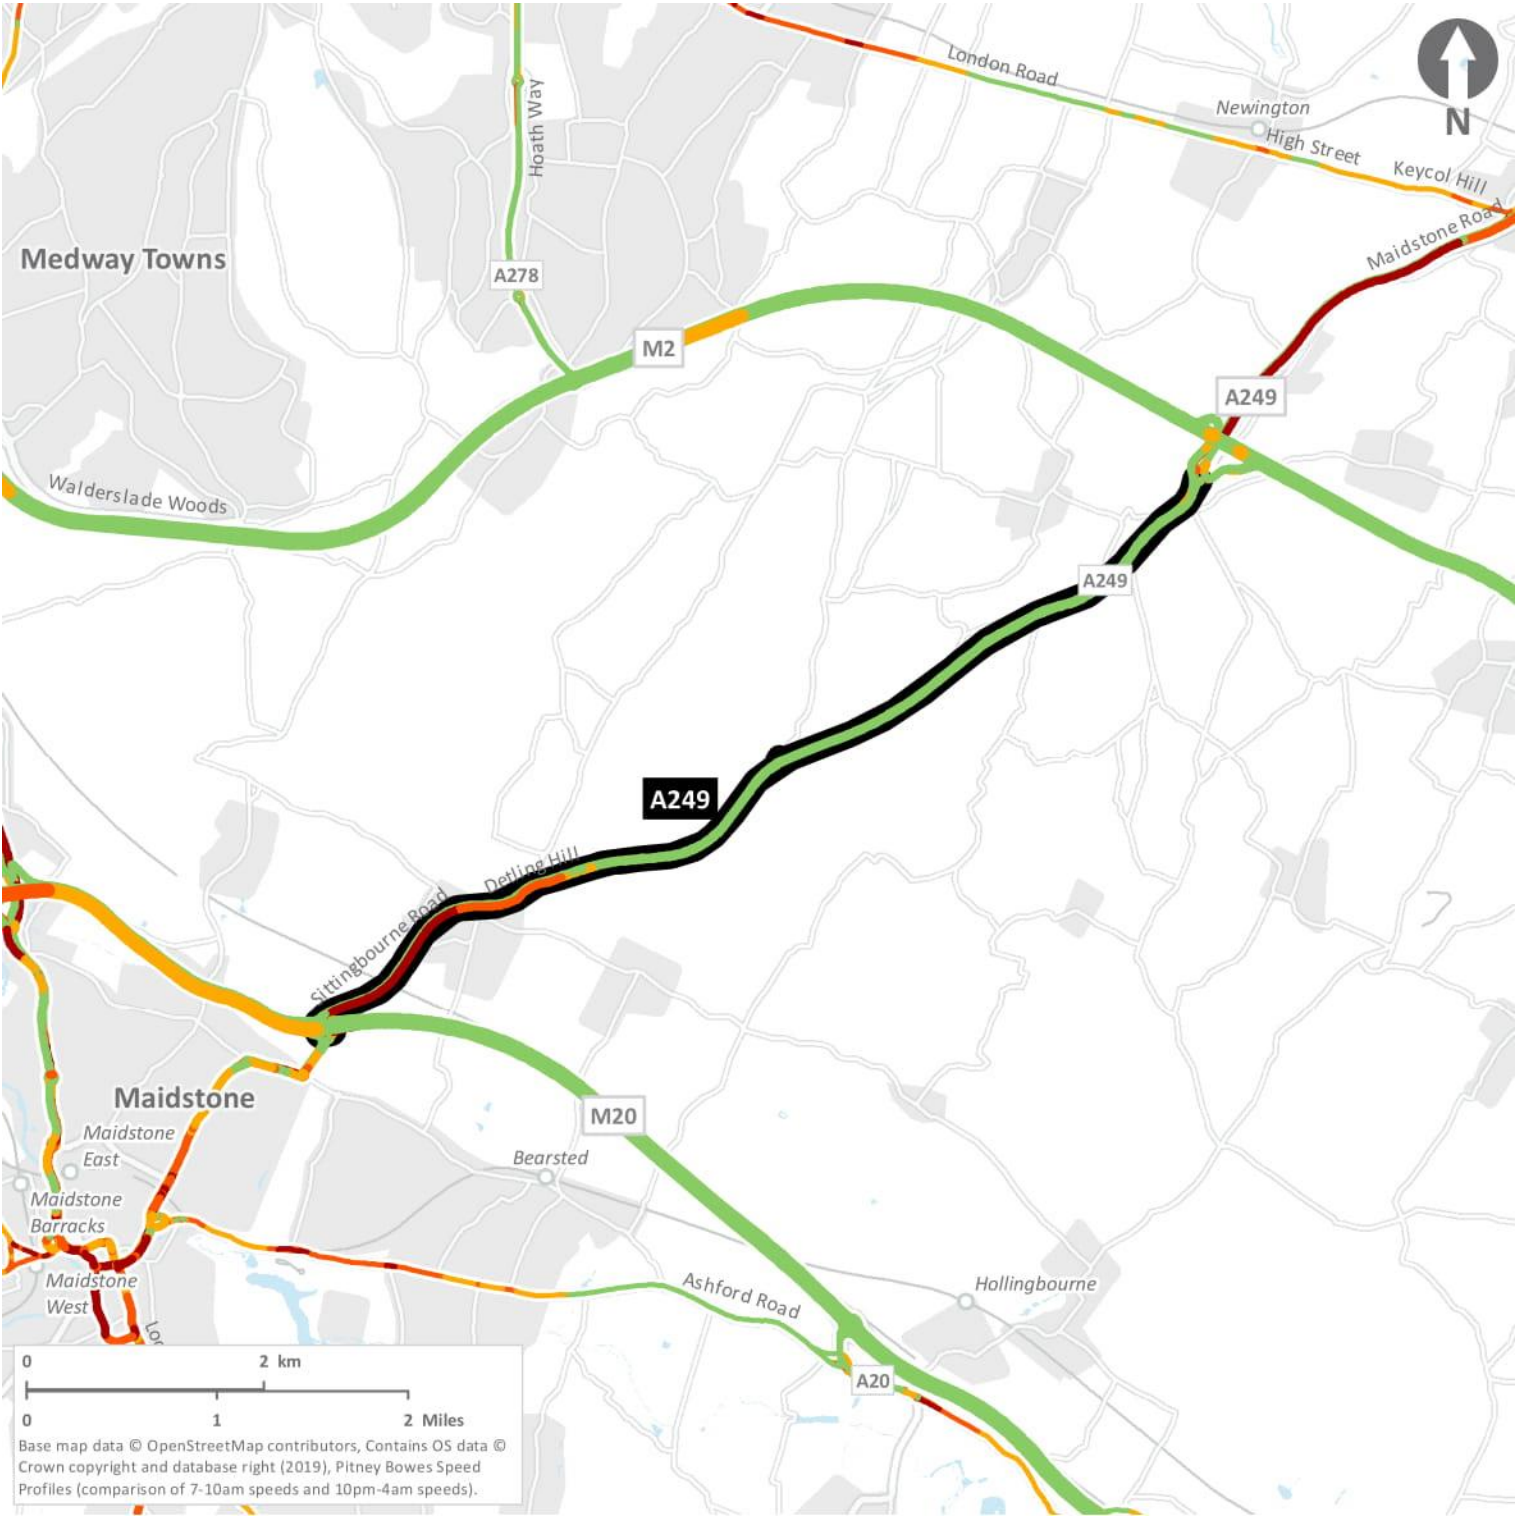 London Road
Newington
N
High Street
Keycol Hill
Hoath Way
Maidstone Road
Medway Towns
A278
M2
A249
Walderslade Woods
A249
A249
Detling Hill
Sittingbourne Road
Maidstone
M20
Maidstone
East
Bearsted
Maidstone
Barracks
Maidstone
West
Ashford Road
Hollingbourne
A20
0 2 km
0 1 2 Miles
Base map data © OpenStreetMap contributors, Contains OS data ©
Crown copyright and database right (2019), Pitney Bowes Speed
Profiles (comparison of 7-10am speeds and 10pm-4am speeds).